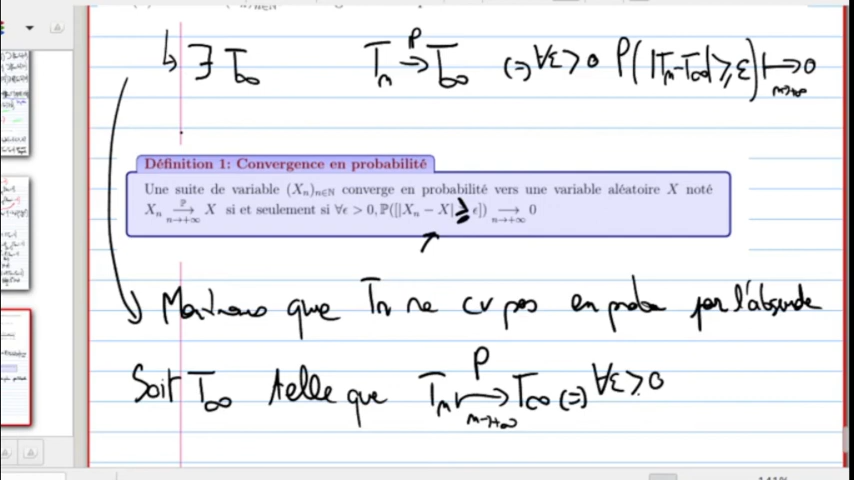 ↳ ∃ T∞ Tn →P T∞ (=) ∀ε > 0 P( |Tn-T∞| ⩾ ε) ⟼ 0 n→+∞
Définition 1: Convergence en probabilité
Une suite de variable (Xn)n∈ℕ converge en probabilité vers une variable aléatoire X noté
Xn ⟶ℙ n→+∞ X si et seulement si ∀ϵ > 0, ℙ([|Xn − X| ⩾ ϵ]) ⟶ n→+∞ 0
Montrons que Tn ne cv pas en proba par l'absurde
Soit T∞ telle que Tn ⟼P n→+∞ T∞ (=) ∀ε > 0